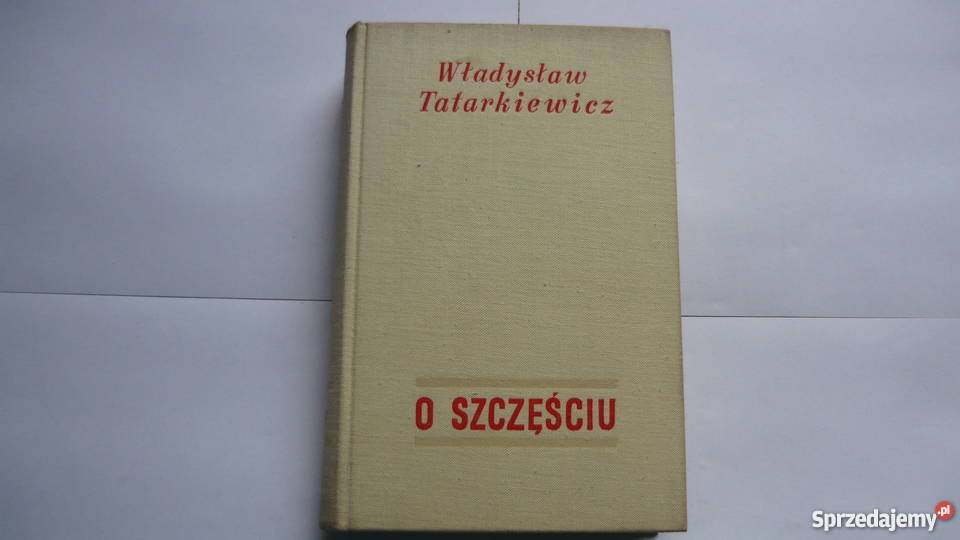 Władysław
Tatarkiewicz
O SZCZĘŚCIU
Sprzedajemy.pl